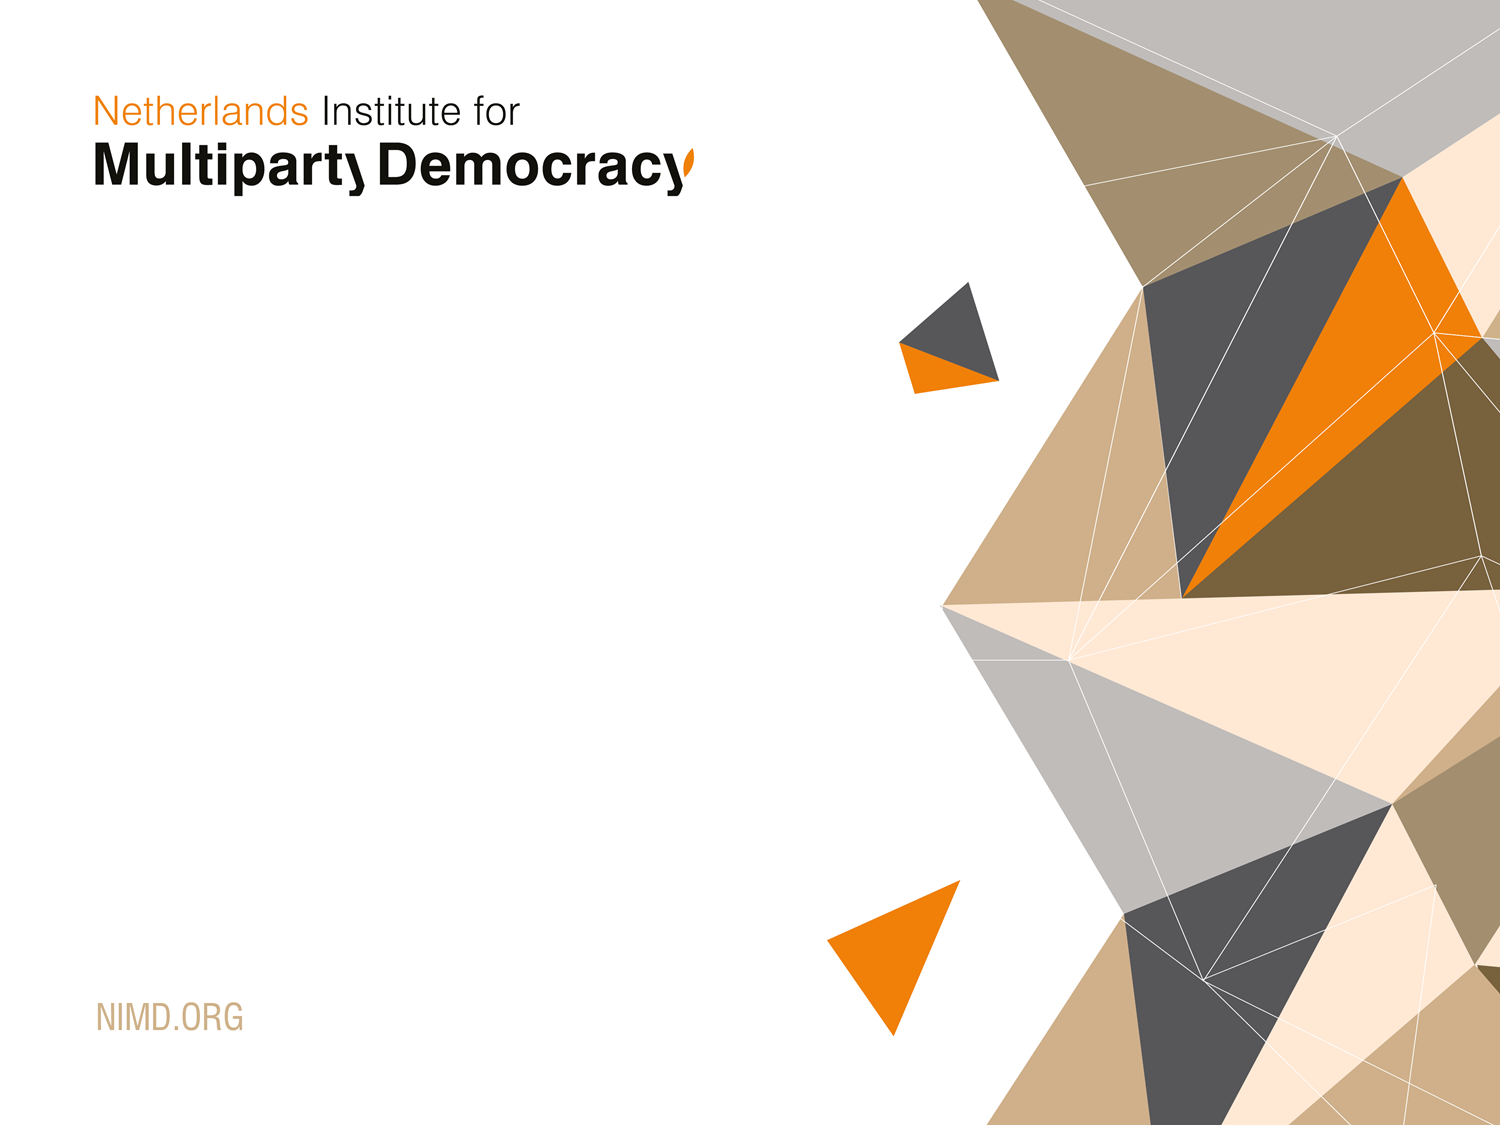 Netherlands Institute for
Multiparty Democracy
NIMD.ORG